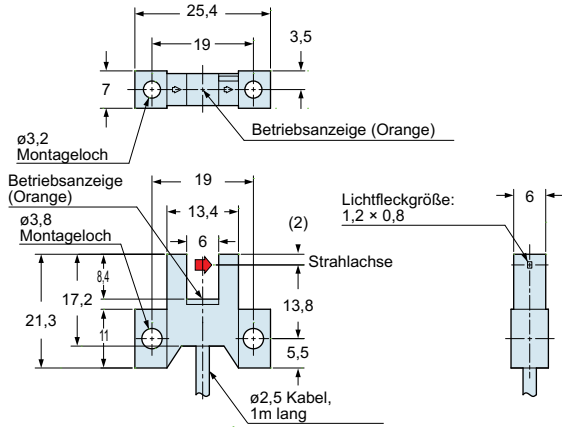 25,4
19
3,5
7
Betriebsanzeige (Orange)
ø3,2
Montageloch
Betriebsanzeige
(Orange)
19
13,4
6
(2)
ø3,8
Montageloch
Strahlachse
8,4
17,2
21,3
11
13,8
5,5
ø2,5 Kabel,
1m lang
Lichtfleckgröße:
1,2 × 0,8
6